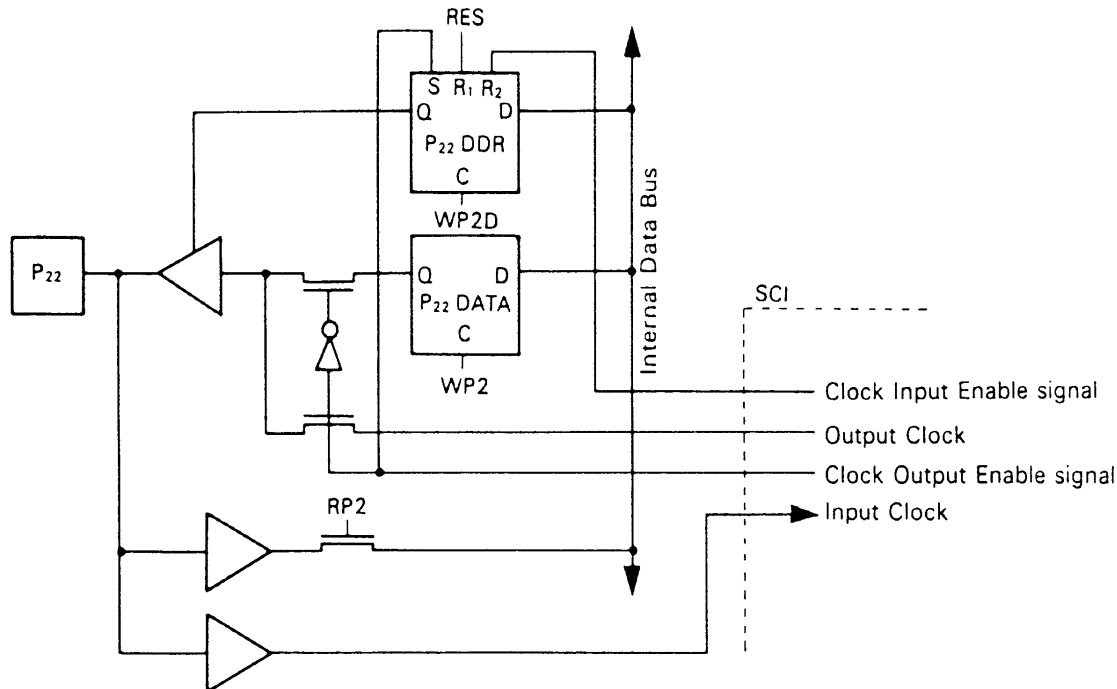 RES
S R₁ R₂
Q D
P₂₂ DDR
C
WP2D
P₂₂
Q D
P₂₂ DATA
C
WP2
Internal Data Bus
SCI
Clock Input Enable signal
Output Clock
Clock Output Enable signal
Input Clock
RP2